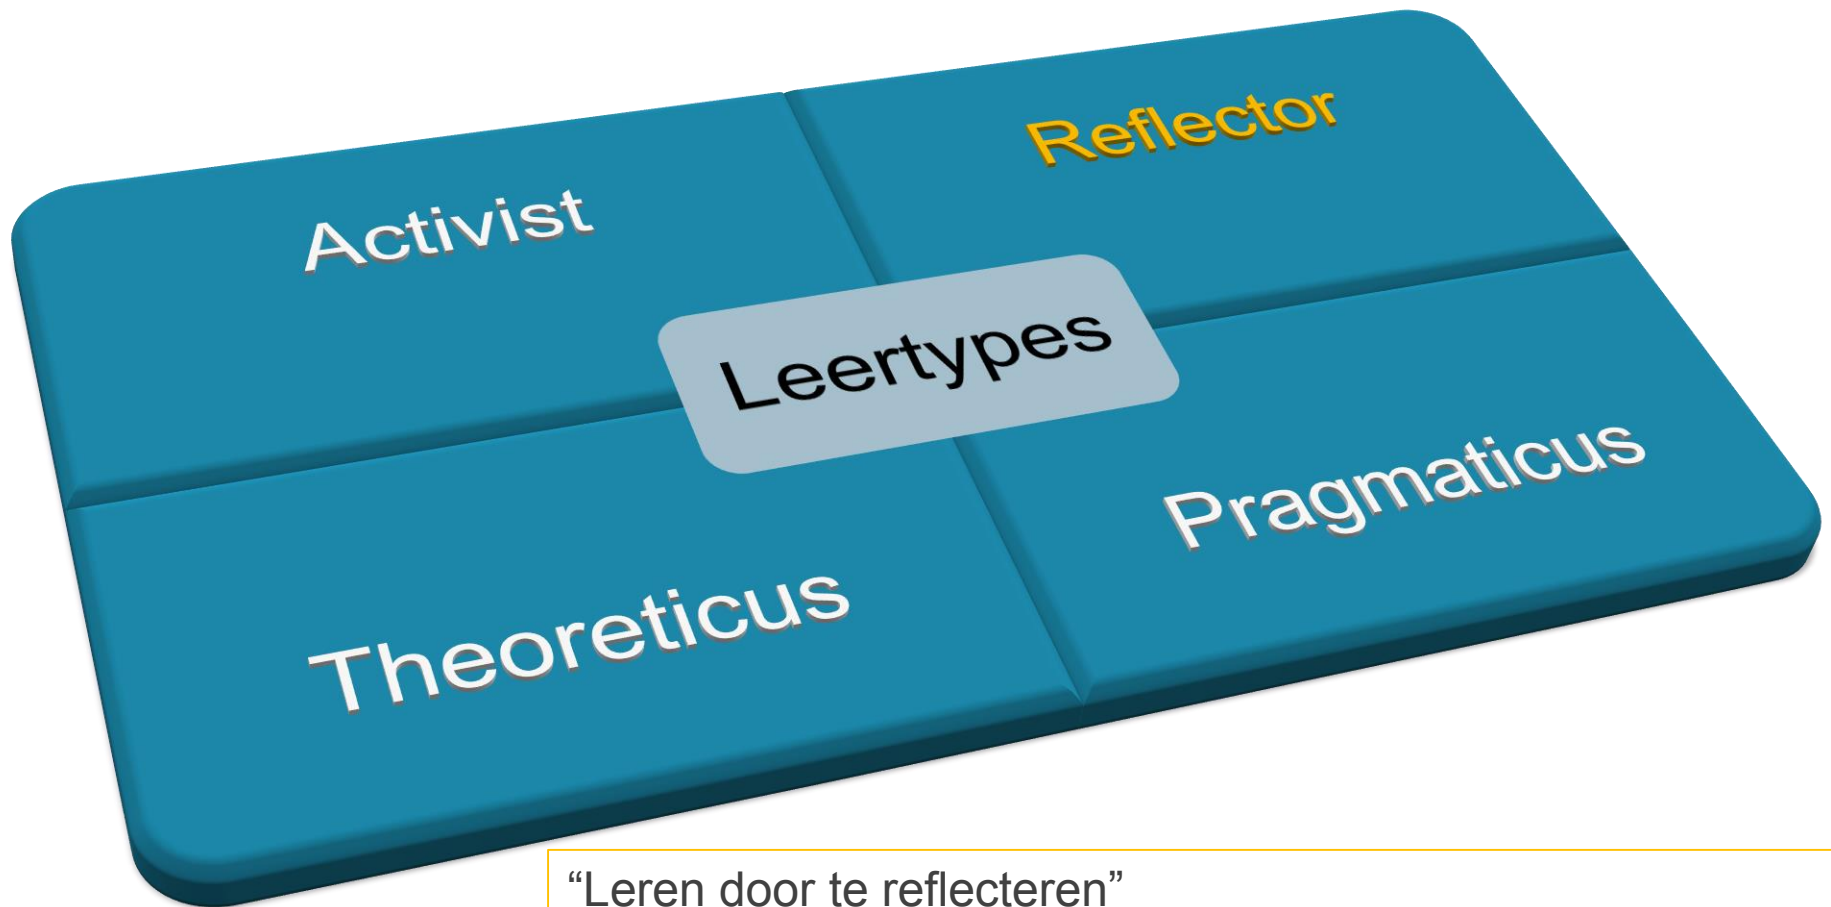 Activist
Reflector
Leertypes
Theoreticus
Pragmaticus
“Leren door te reflecteren”